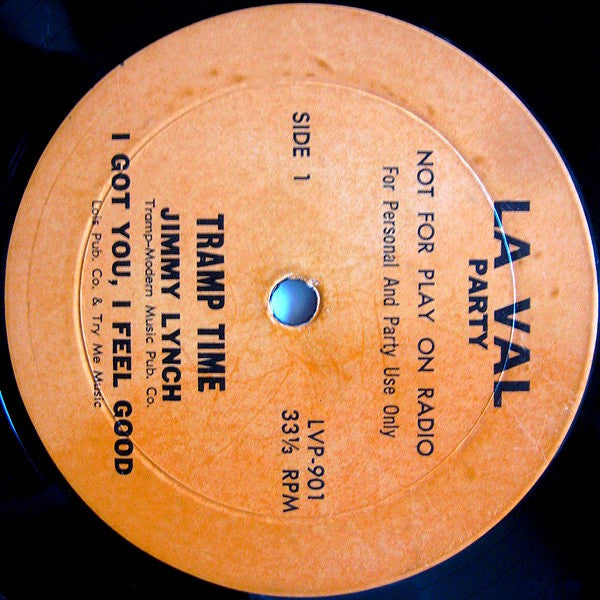 LA VAL
PARTY
NOT FOR PLAY ON RADIO
For Personal And Party Use Only
SIDE 1
LVP-901
33⅓ RPM
TRAMP TIME
JIMMY LYNCH
Tramp-Modern Music Pub. Co.
I GOT YOU, I FEEL GOOD
Lois Pub. Co. & Try Me Music